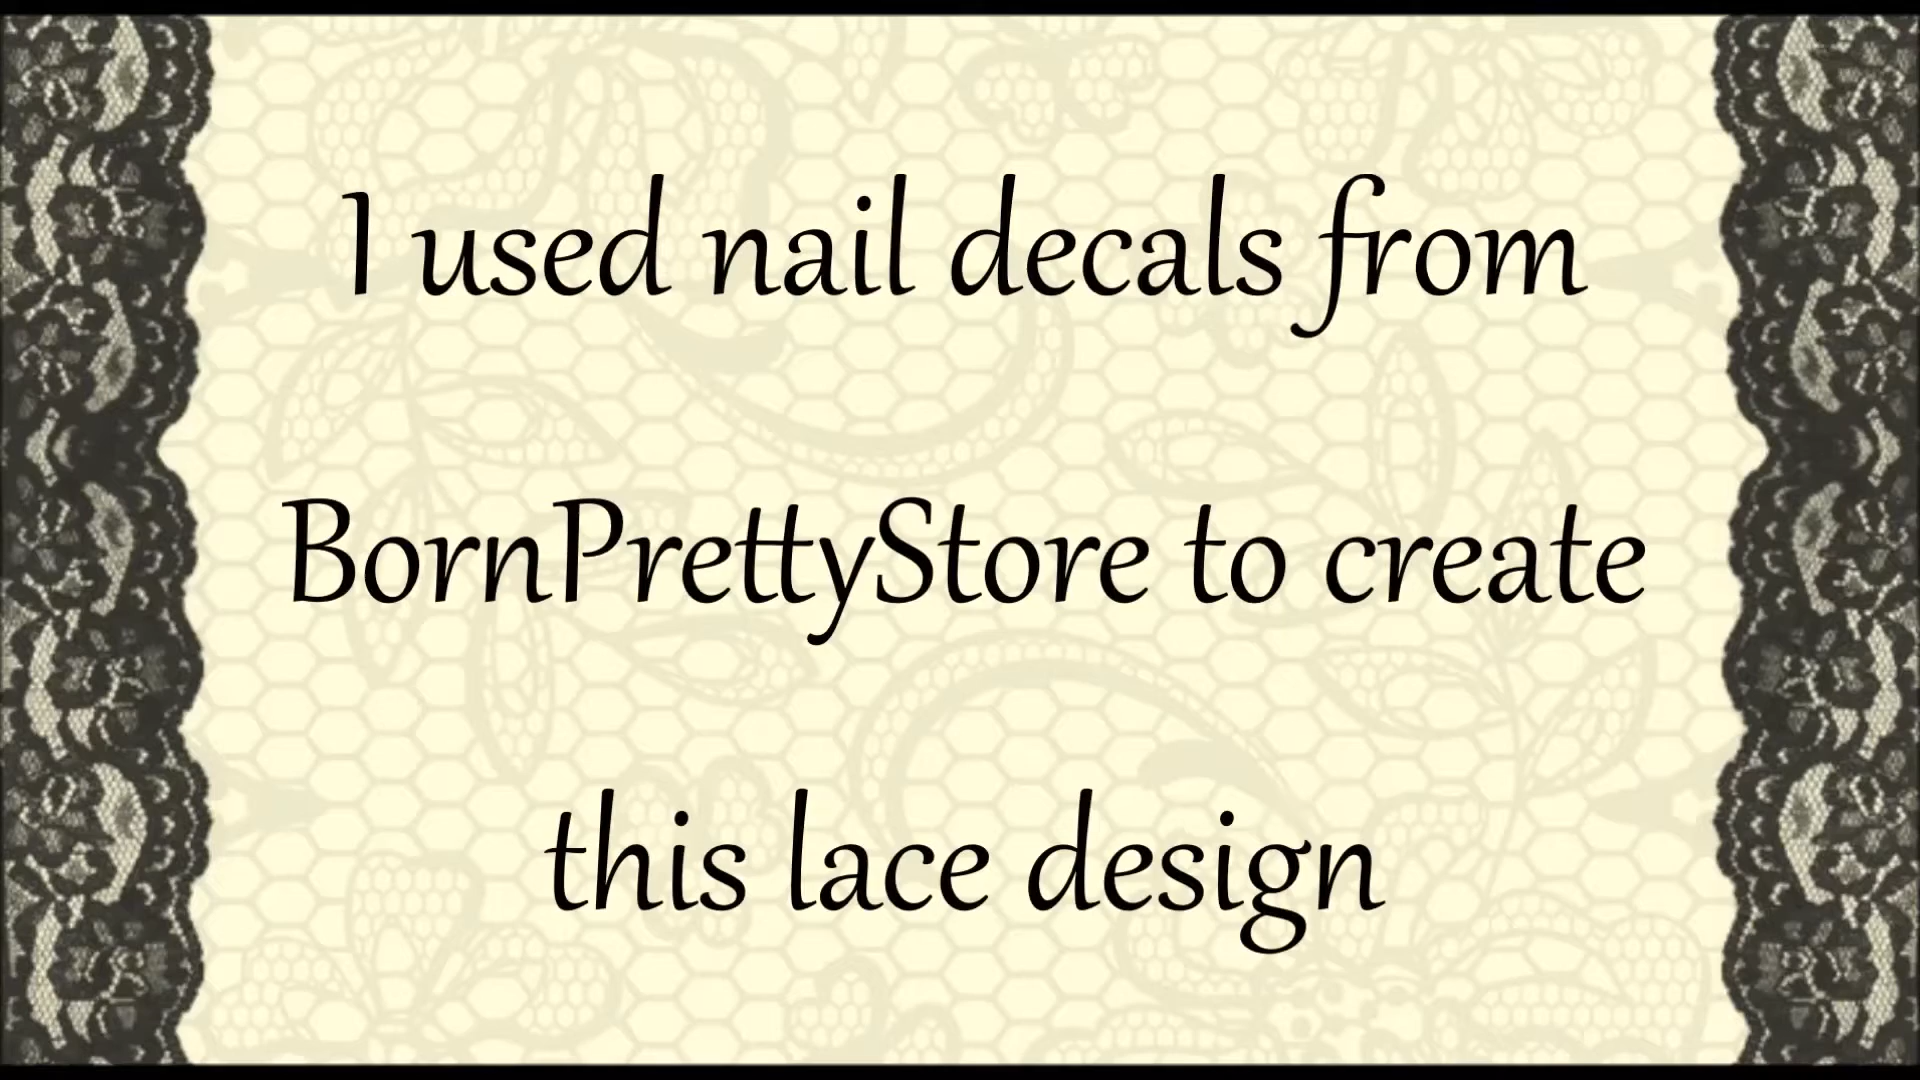 I used nail decals from
BornPrettyStore to create
this lace design